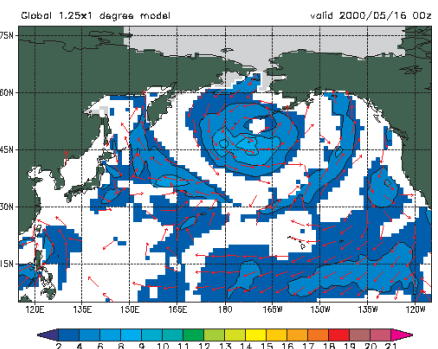 Global 1.25x1 degree model valid 2000/05/16 00z
75N
60N
45N
30N
15N
120E 135E 150E 165E 180 165W 150W 135W 120W
2 4 6 8 9 10 11 12 13 14 15 16 17 18 19 20 21